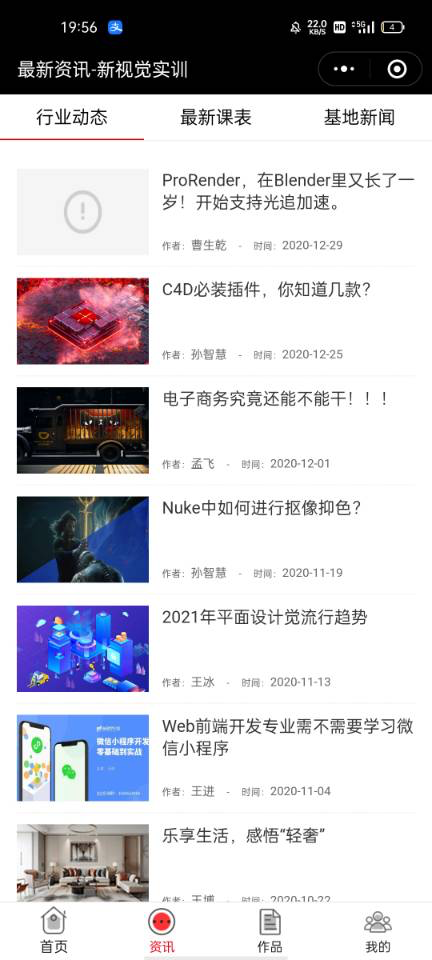 19:56
22.0
KB/S
HD
5G
4
最新资讯-新视觉实训
行业动态
最新课表
基地新闻
ProRender，在Blender里又长了一
岁！开始支持光追加速。
作者：曹生乾 - 时间：2020-12-29
C4D必装插件，你知道几款？
作者：孙智慧 - 时间：2020-12-25
电子商务究竟还能不能干！！！
作者：孟飞 - 时间：2020-12-01
Nuke中如何进行抠像抑色？
作者：孙智慧 - 时间：2020-11-19
2021年平面设计觉流行趋势
作者：王冰 - 时间：2020-11-13
微信小程序开发
零基础到实战
Web前端开发专业需不需要学习微
信小程序
作者：王进 - 时间：2020-11-04
乐享生活，感悟“轻奢”
作者：王博 - 时间：2020-10-22
首页
资讯
作品
我的